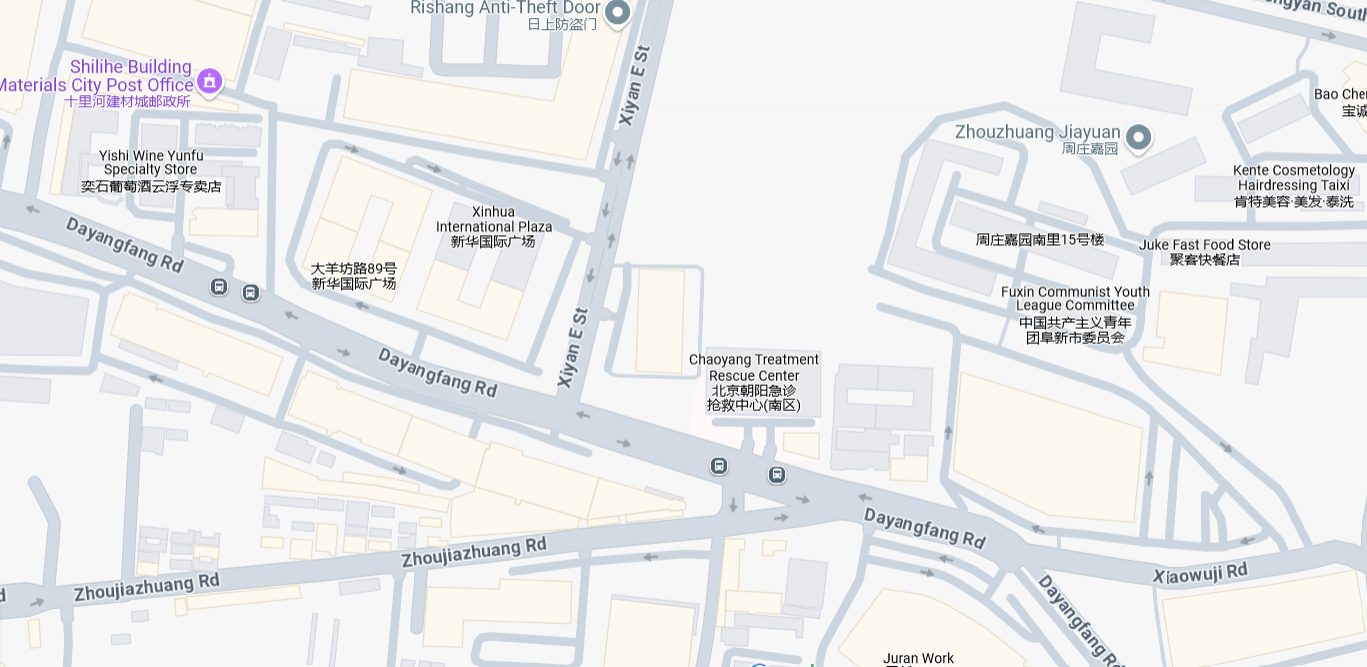 Rishang Anti-Theft Door
日上防盗门
Shilihe Building
Materials City Post Office
十里河建材城邮政所
Xiyan E St
Bao Che
宝诚
Zhouzhuang Jiayuan
周庄嘉园
Yishi Wine Yunfu
Specialty Store
奕石葡萄酒云浮专卖店
Kente Cosmetology
Hairdressing Taixi
肯特美容·美发·泰洗
Xinhua
International Plaza
新华国际广场
Dayangfang Rd
周庄嘉园南里15号楼
Juke Fast Food Store
聚客快餐店
大羊坊路89号
新华国际广场
Fuxin Communist Youth
League Committee
中国共产主义青年
团阜新市委员会
Xiyan E St
Dayangfang Rd
Chaoyang Treatment
Rescue Center
北京朝阳急诊
抢救中心(南区)
Dayangfang Rd
Zhoujiazhuang Rd
Zhoujiazhuang Rd
Xiaowuji Rd
Dayangfang Rd
Juran Work